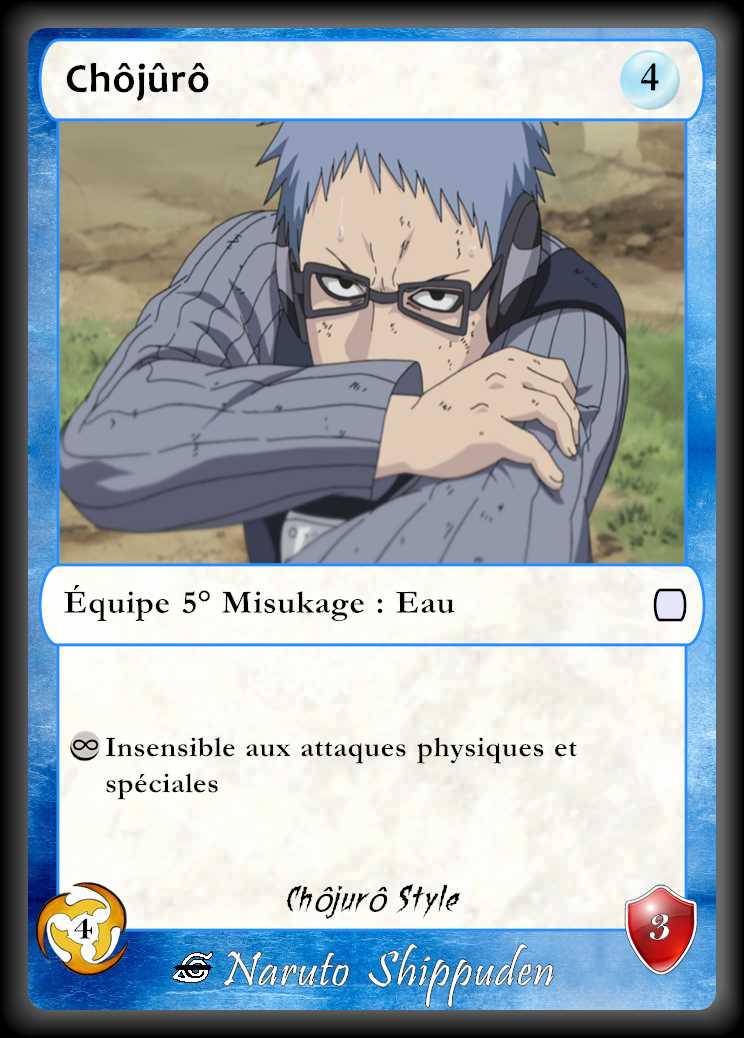 Chôjûrô
4
Équipe 5° Misukage : Eau
∞ Insensible aux attaques physiques et
spéciales
Chôjurô Style
4
3
Naruto Shippuden